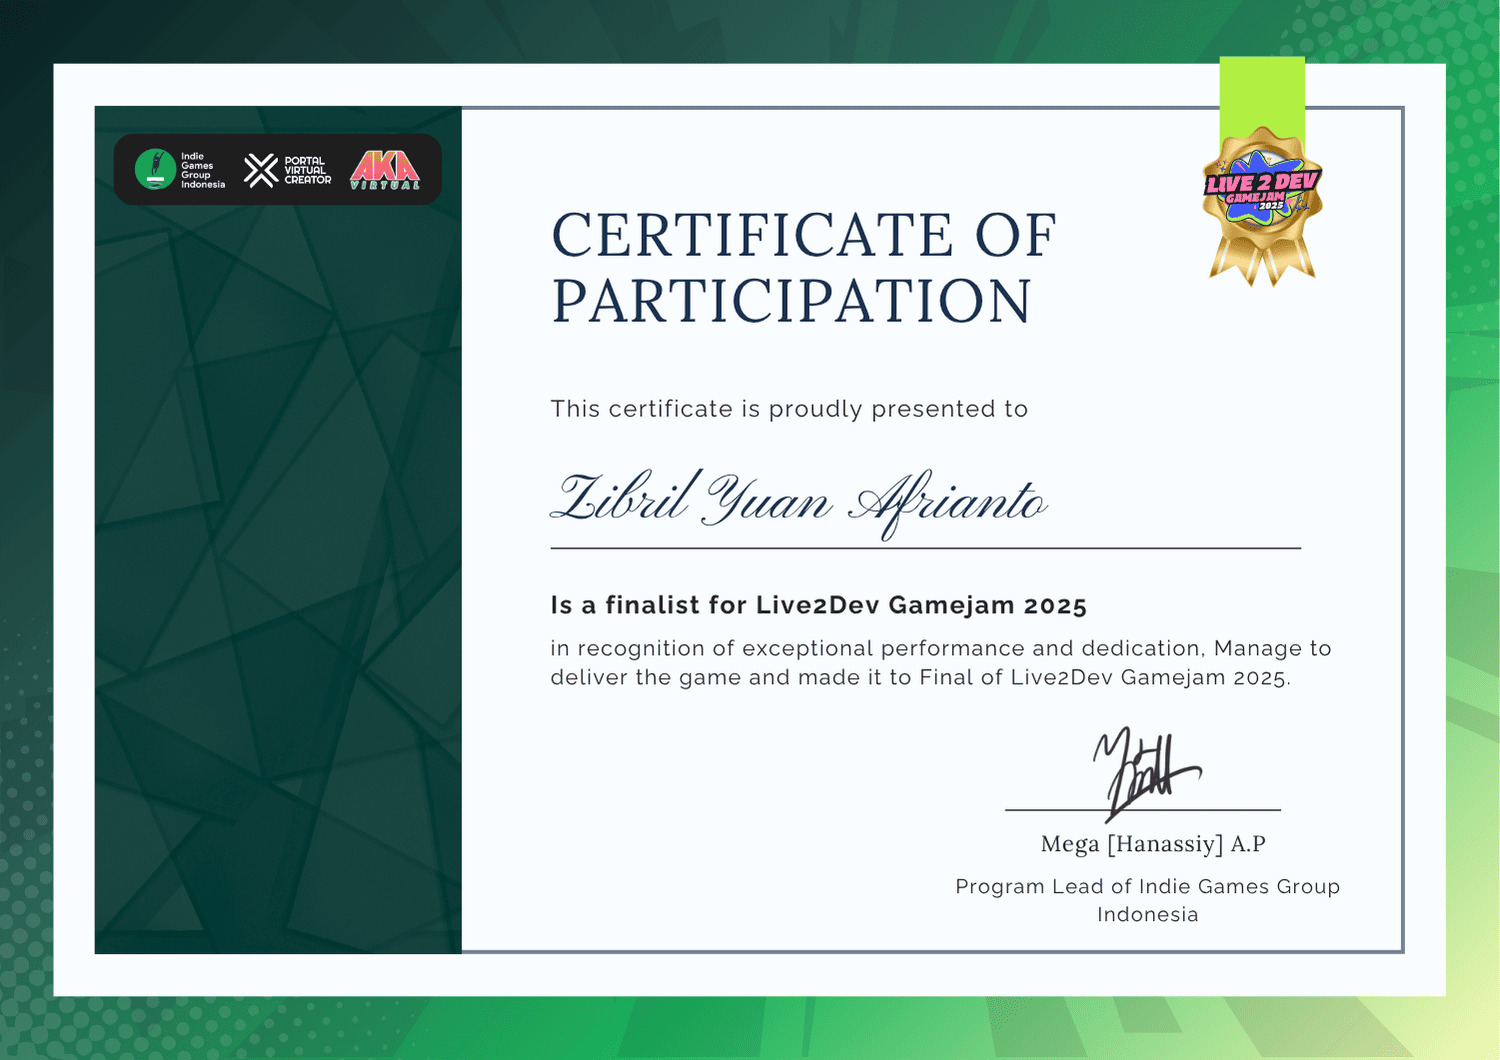 Indie
Games
Group
Indonesia
PORTAL
VIRTUAL
CREATOR
AKA
VIRTUAL
LIVE 2 DEV
GAMEJAM
2025
CERTIFICATE OF
PARTICIPATION
This certificate is proudly presented to
Zibril Yuan Afrianto
Is a finalist for Live2Dev Gamejam 2025
in recognition of exceptional performance and dedication, Manage to
deliver the game and made it to Final of Live2Dev Gamejam 2025.
Mega [Hanassiy] A.P
Program Lead of Indie Games Group
Indonesia